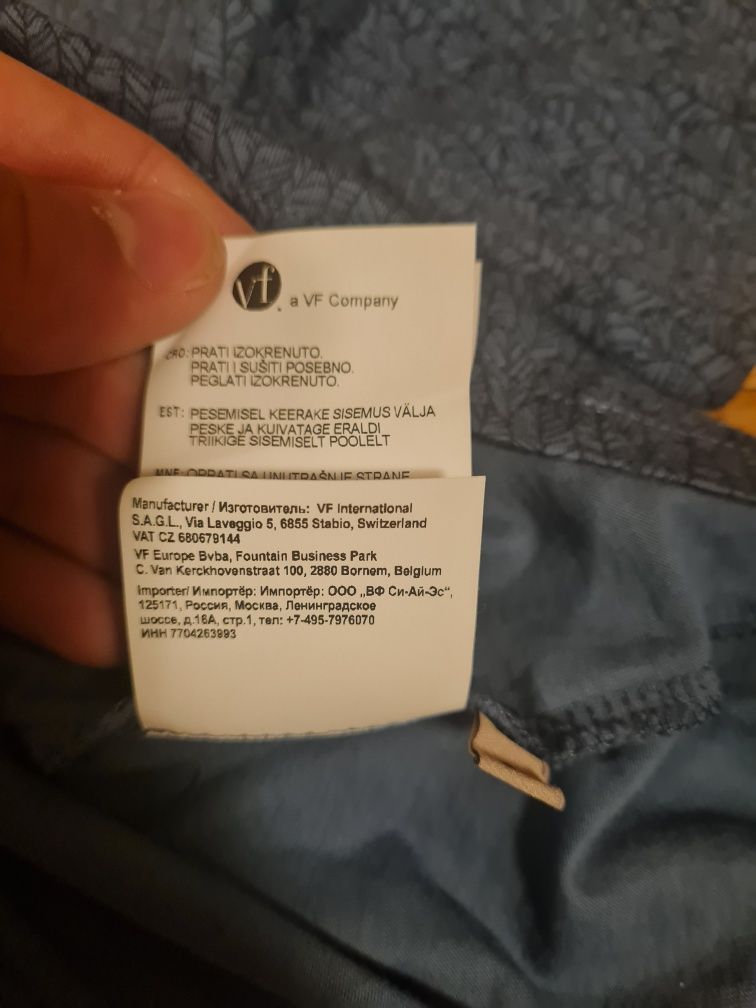 vf
a VF Company
CRO: PRATI IZOKRENUTO.
PRATI I SUŠITI POSEBNO.
PEGLATI IZOKRENUTO.
EST: PESEMISEL KEERAKE SISEMUS VÄLJA
PESKE JA KUIVATAGE ERALDI
TRIIKIGE SISEMISELT POOLELT
MNE: OPRATI SA UNUTRAŠNJE STRANE
Manufacturer / Изготовитель: VF International
S.A.G.L., Via Laveggio 5, 6855 Stabio, Switzerland
VAT CZ 680679144
VF Europe Bvba, Fountain Business Park
C. Van Kerckhovenstraat 100, 2880 Bornem, Belgium
Importer/ Импортёр: Импортёр: ООО „ВФ Си-Ай-Эс“,
125171, Россия, Москва, Ленинградское
шоссе, д.16А, стр.1, тел: +7-495-7976070
ИНН 7704263993